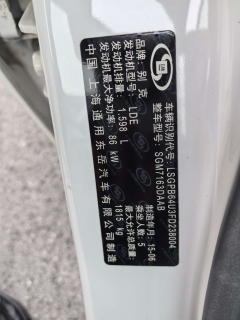 品牌: 别克
发动机型号: LDE
发动机排量: 1.598 L
发动机最大净功率: 86 kW
中国 上海通用东岳汽车有限公司制造
车辆识别代号: LSGPB64U3FD238004
整车型号: SGM7163DAAB
制造年月: 15-06
乘坐人数: 5
最大允许总质量: 1815 kg